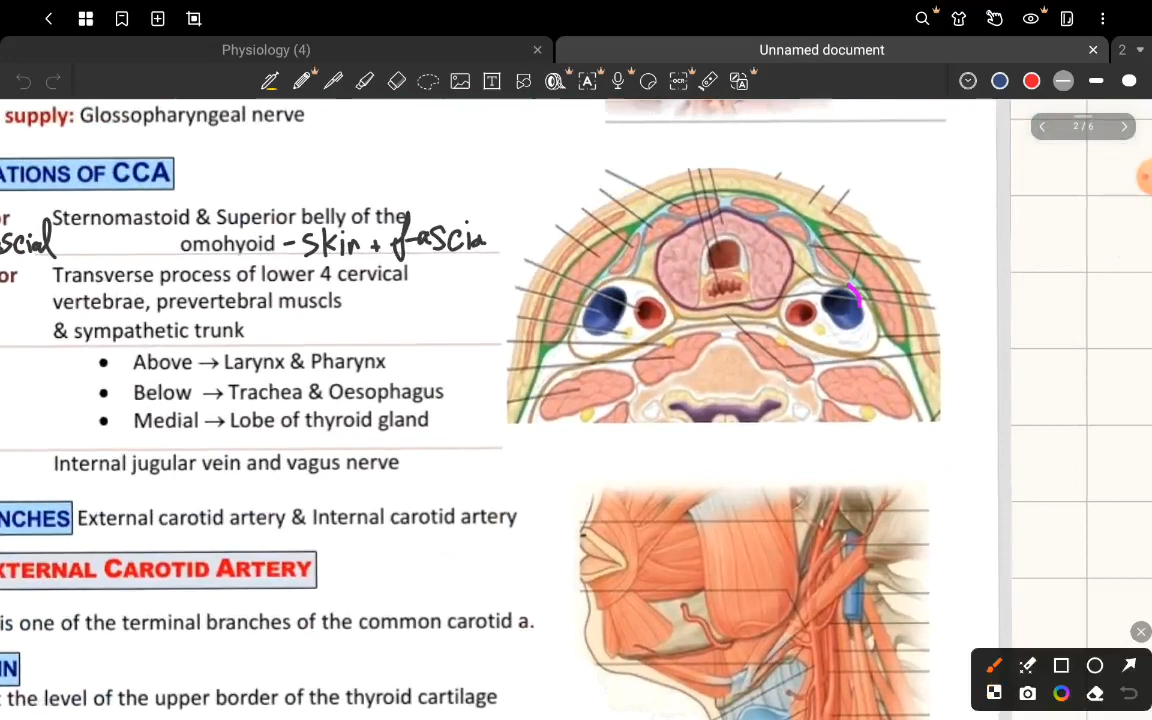 Physiology (4)
Unnamed document
2
2/6
supply: Glossopharyngeal nerve
ATIONS OF CCA
or Sternomastoid & Superior belly of the
scial omohyoid - skin + fascia
or Transverse process of lower 4 cervical
vertebrae, prevertebral muscls
& sympathetic trunk
• Above → Larynx & Pharynx
• Below → Trachea & Oesophagus
• Medial → Lobe of thyroid gland
Internal jugular vein and vagus nerve
NCHES External carotid artery & Internal carotid artery
XTERNAL CAROTID ARTERY
is one of the terminal branches of the common carotid a.
IN
t the level of the upper border of the thyroid cartilage